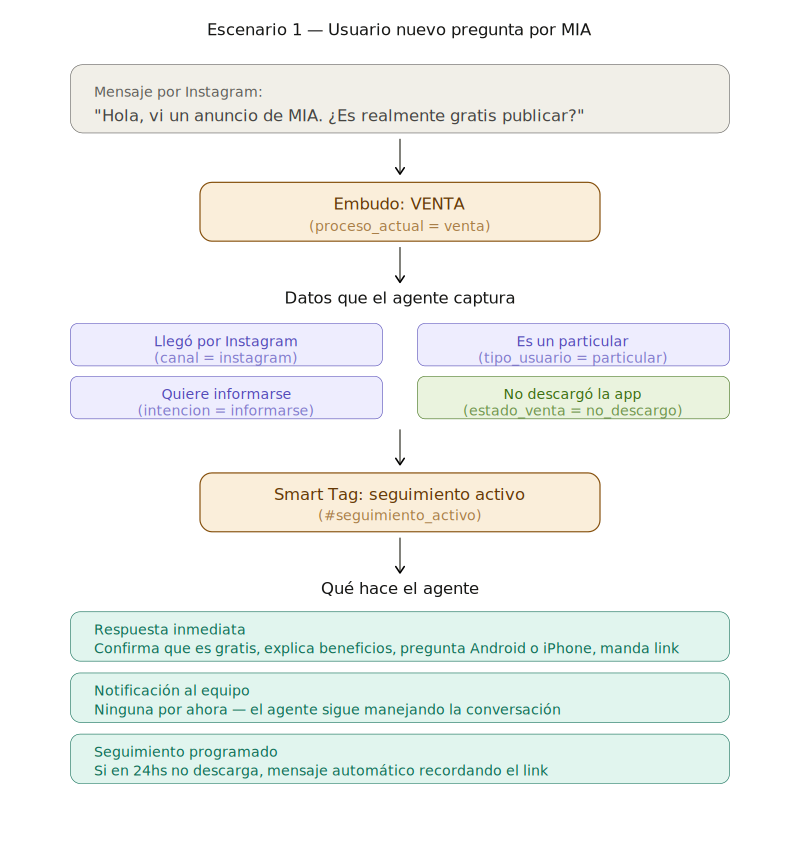 Escenario 1 — Usuario nuevo pregunta por MIA
Mensaje por Instagram:
"Hola, vi un anuncio de MIA. ¿Es realmente gratis publicar?"
Embudo: VENTA
(proceso_actual = venta)
Datos que el agente captura
Llegó por Instagram
(canal = instagram)
Es un particular
(tipo_usuario = particular)
Quiere informarse
(intencion = informarse)
No descargó la app
(estado_venta = no_descargo)
Smart Tag: seguimiento activo
(#seguimiento_activo)
Qué hace el agente
Respuesta inmediata
Confirma que es gratis, explica beneficios, pregunta Android o iPhone, manda link
Notificación al equipo
Ninguna por ahora — el agente sigue manejando la conversación
Seguimiento programado
Si en 24hs no descarga, mensaje automático recordando el link